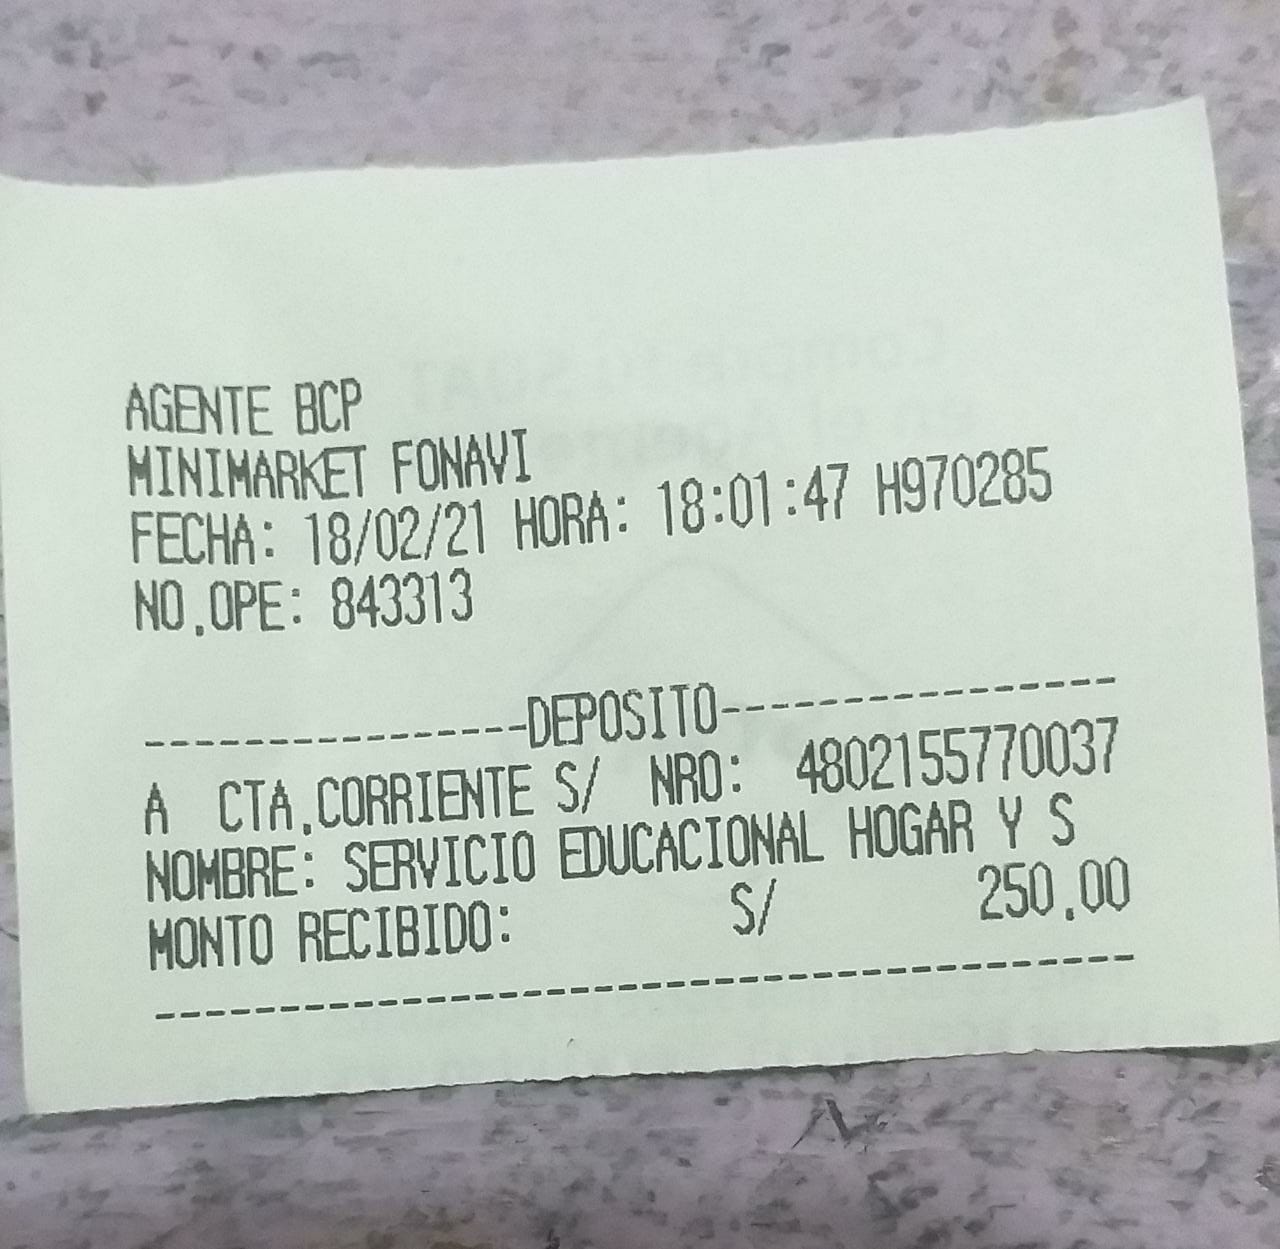 AGENTE BCP
MINIMARKET FONAVI
FECHA: 18/02/21 HORA: 18:01:47 H970285
NO.OPE: 843313
----------------DEPOSITO----------------
A CTA.CORRIENTE S/ NRO: 4802155770037
NOMBRE: SERVICIO EDUCACIONAL HOGAR Y S
MONTO RECIBIDO: S/ 250.00
----------------------------------------